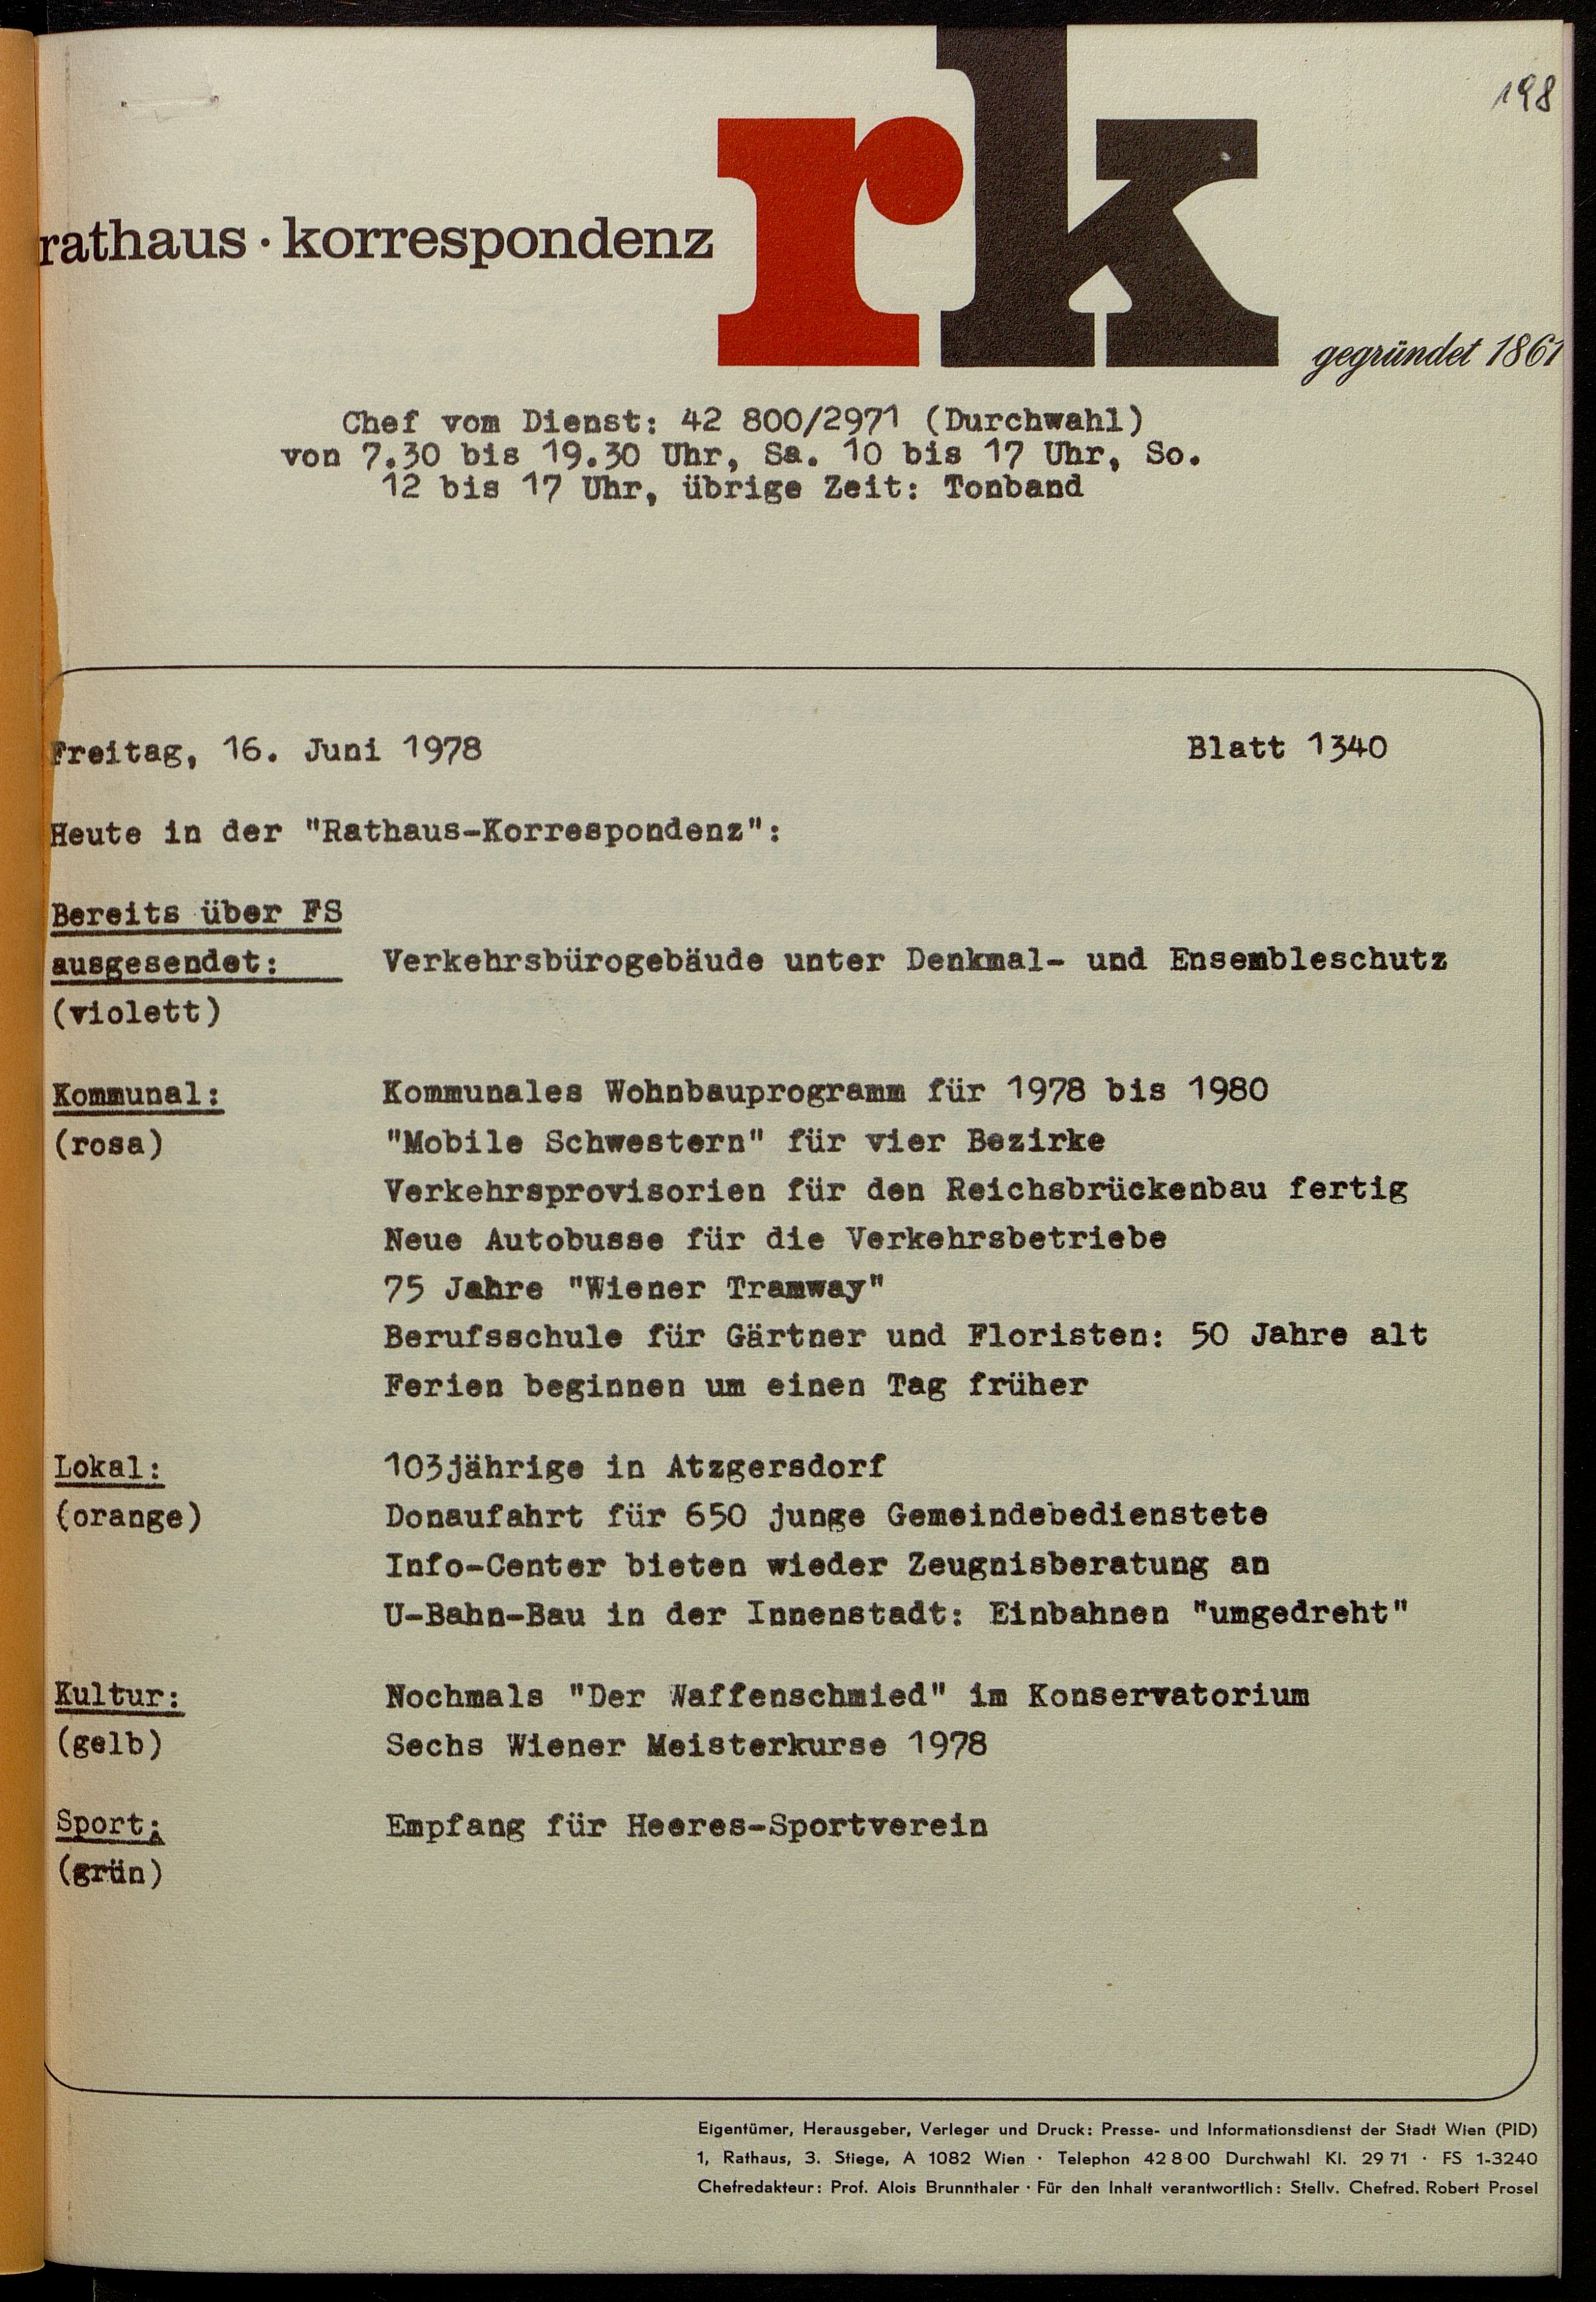 198
rk
rathaus · korrespondenz
gegründet 1861
Chef vom Dienst: 42 800/2971 (Durchwahl)
von 7.30 bis 19.30 Uhr, Sa. 10 bis 17 Uhr, So.
12 bis 17 Uhr, übrige Zeit: Tonband
Freitag, 16. Juni 1978 Blatt 1340
Heute in der "Rathaus-Korrespondenz":
Bereits über FS
ausgesendet: Verkehrsbürogebäude unter Denkmal- und Ensembleschutz
(violett)
Kommunal: Kommunales Wohnbauprogramm für 1978 bis 1980
(rosa) "Mobile Schwestern" für vier Bezirke
Verkehrsprovisorien für den Reichsbrückenbau fertig
Neue Autobusse für die Verkehrsbetriebe
75 Jahre "Wiener Tramway"
Berufsschule für Gärtner und Floristen: 50 Jahre alt
Ferien beginnen um einen Tag früher
Lokal: 103jährige in Atzgersdorf
(orange) Donaufahrt für 650 junge Gemeindebedienstete
Info-Center bieten wieder Zeugnisberatung an
U-Bahn-Bau in der Innenstadt: Einbahnen "umgedreht"
Kultur: Nochmals "Der Waffenschmied" im Konservatorium
(gelb) Sechs Wiener Meisterkurse 1978
Sport: Empfang für Heeres-Sportverein
(grün)
Eigentümer, Herausgeber, Verleger und Druck: Presse- und Informationsdienst der Stadt Wien (PID)
1, Rathaus, 3. Stiege, A 1082 Wien · Telephon 42 8 00 Durchwahl Kl. 29 71 · FS 1-3240
Chefredakteur: Prof. Alois Brunnthaler · Für den Inhalt verantwortlich: Stellv. Chefred. Robert Prosel